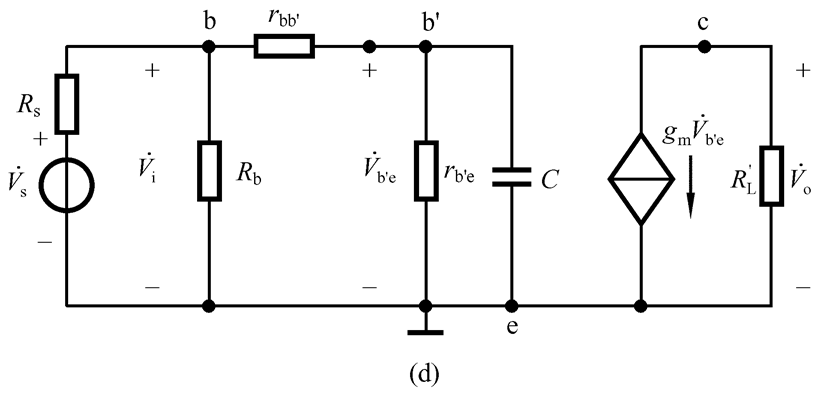 b r_bb' b' c
+ + +
R_s + g_m V̇_b'e
V̇_s V̇_i R_b V̇_b'e r_b'e C R_L' V̇_o
−
− − −
e
(d)